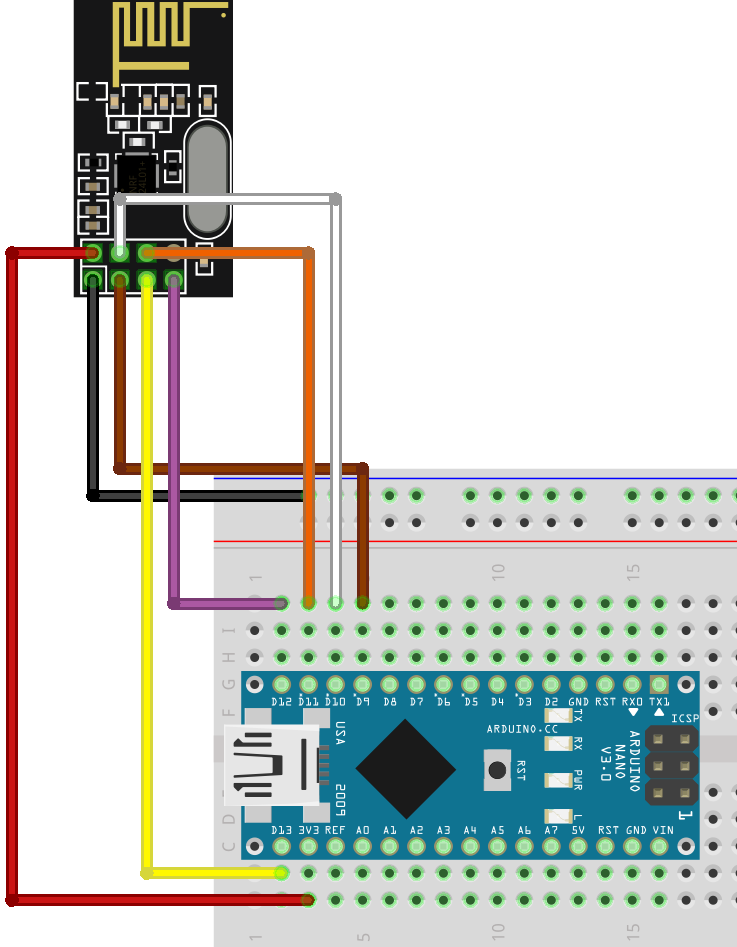 NRF
24L01+
1
10
15
J
I
H
G
F
D12 D11 D10 D9 D8 D7 D6 D5 D4 D3 D2 GND RST RX0 TX1
TX
RX
PWR
L
ARDUINO.CC
RST
ICSP
ARDUINO
NANO
V3.0
1
USA
2009
D
C
D13 3V3 REF A0 A1 A2 A3 A4 A5 A6 A7 5V RST GND VIN
1
5
10
15